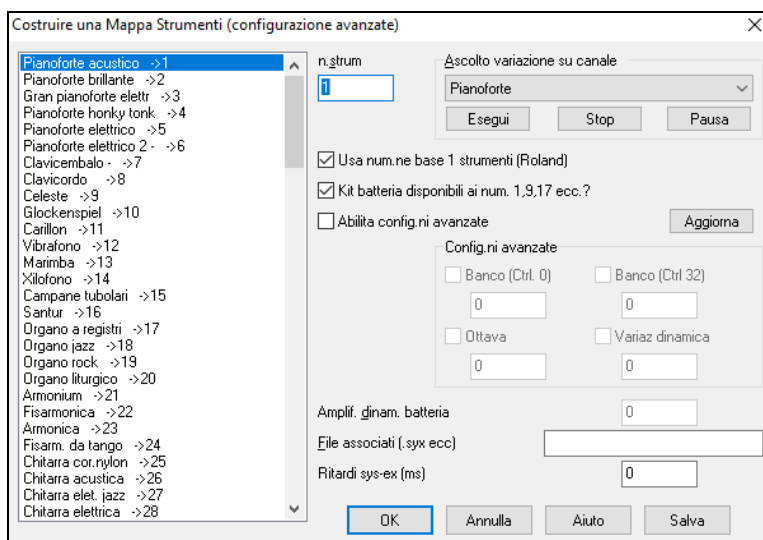 Costruire una Mappa Strumenti (configurazione avanzate)
Pianoforte acustico ->1
Pianoforte brillante ->2
Gran pianoforte elettr ->3
Pianoforte honky tonk ->4
Pianoforte elettrico ->5
Pianoforte elettrico 2 - ->6
Clavicembalo - ->7
Clavicordo ->8
Celeste ->9
Glockenspiel ->10
Carillon ->11
Vibrafono ->12
Marimba ->13
Xilofono ->14
Campane tubolari ->15
Santur ->16
Organo a registri ->17
Organo jazz ->18
Organo rock ->19
Organo liturgico ->20
Armonium ->21
Fisarmonica ->22
Armonica ->23
Fisarm. da tango ->24
Chitarra cor.nylon ->25
Chitarra acustica ->26
Chitarra elet. jazz ->27
Chitarra elettrica ->28
n.strum
1
Ascolto variazione su canale
Pianoforte
Esegui Stop Pausa
Usa num.ne base 1 strumenti (Roland)
Kit batteria disponibili ai num. 1,9,17 ecc.?
Abilita config.ni avanzate
Aggiorna
Config.ni avanzate
Banco (Ctrl. 0) Banco (Ctrl 32)
0 0
Ottava Variaz dinamica
0 0
Amplif. dinam. batteria 0
File associati (.syx ecc)
Ritardi sys-ex (ms) 0
OK Annulla Aiuto Salva